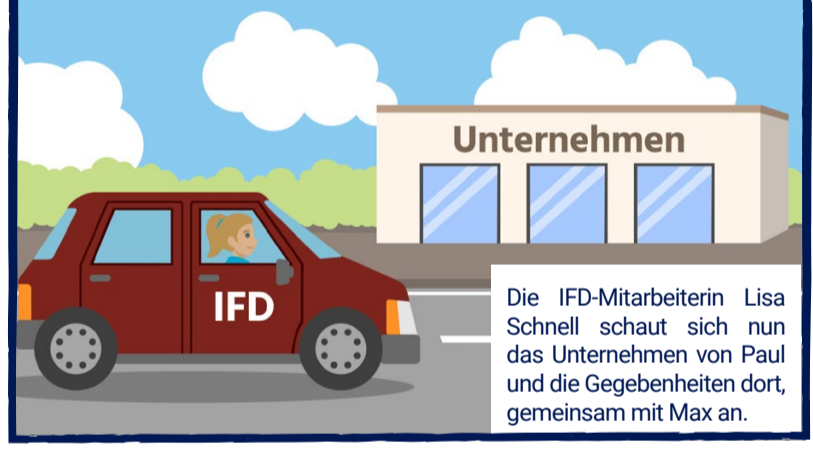 Unternehmen
IFD
Die IFD-Mitarbeiterin Lisa
Schnell schaut sich nun
das Unternehmen von Paul
und die Gegebenheiten dort,
gemeinsam mit Max an.